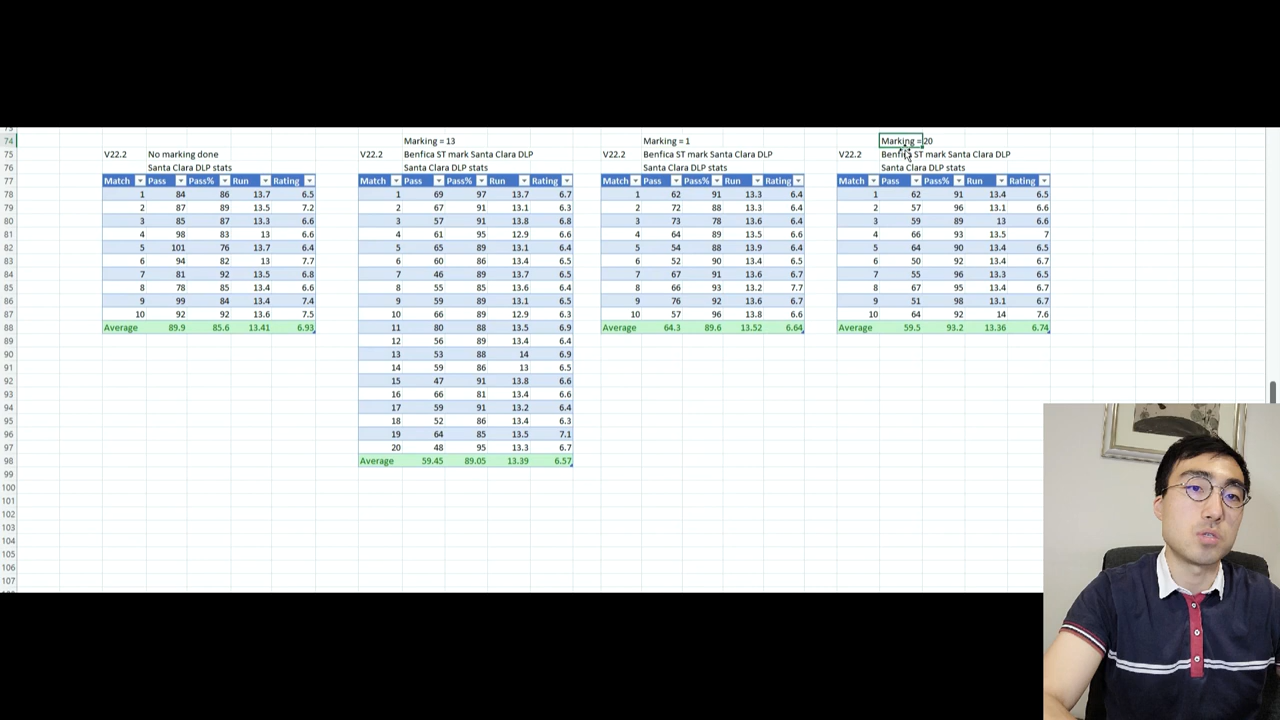 73
74 Marking = 13 Marking = 1 Marking = 20
75 V22.2 No marking done V22.2 Benfica ST mark Santa Clara DLP V22.2 Benfica ST mark Santa Clara DLP V22.2 Benfica ST mark Santa Clara DLP
76 Santa Clara DLP stats Santa Clara DLP stats Santa Clara DLP stats Santa Clara DLP stats
77 Match Pass Pass% Run Rating Match Pass Pass% Run Rating Match Pass Pass% Run Rating Match Pass Pass% Run Rating
78 1 84 86 13.7 6.5 1 69 97 13.7 6.7 1 62 91 13.3 6.4 1 62 91 13.4 6.5
79 2 87 89 13.5 7.2 2 67 91 13.1 6.3 2 72 88 13.3 6.4 2 57 96 13.1 6.6
80 3 85 87 13.3 6.6 3 57 91 13.8 6.8 3 73 78 13.6 6.4 3 59 89 13 6.6
81 4 98 83 13 6.6 4 61 95 12.9 6.6 4 64 89 13.5 6.6 4 66 93 13.5 7
82 5 101 76 13.7 6.4 5 65 89 13.1 6.4 5 54 88 13.9 6.4 5 64 90 13.4 6.5
83 6 94 82 13 7.7 6 60 86 13.4 6.5 6 52 90 13.4 6.5 6 50 92 13.4 6.7
84 7 81 92 13.5 6.8 7 46 89 13.7 6.5 7 67 91 13.6 6.7 7 55 96 13.3 6.5
85 8 78 85 13.4 6.6 8 55 85 13.6 6.4 8 66 93 13.2 7.7 8 67 95 13.4 6.7
86 9 99 84 13.4 7.4 9 59 89 13.1 6.5 9 76 92 13.6 6.7 9 51 98 13.1 6.7
87 10 92 92 13.6 7.5 10 66 89 12.9 6.3 10 57 96 13.8 6.6 10 64 92 14 7.6
88 Average 89.9 85.6 13.41 6.93 11 80 88 13.5 6.9 Average 64.3 89.6 13.52 6.64 Average 59.5 93.2 13.36 6.74
89 12 56 89 13.4 6.4
90 13 53 88 14 6.9
91 14 59 86 13 6.5
92 15 47 91 13.8 6.6
93 16 66 81 13.4 6.6
94 17 59 91 13.2 6.4
95 18 52 86 13.4 6.3
96 19 64 85 13.5 7.1
97 20 48 95 13.3 6.7
98 Average 59.45 89.05 13.39 6.57
99
100
101
102
103
104
105
106
107